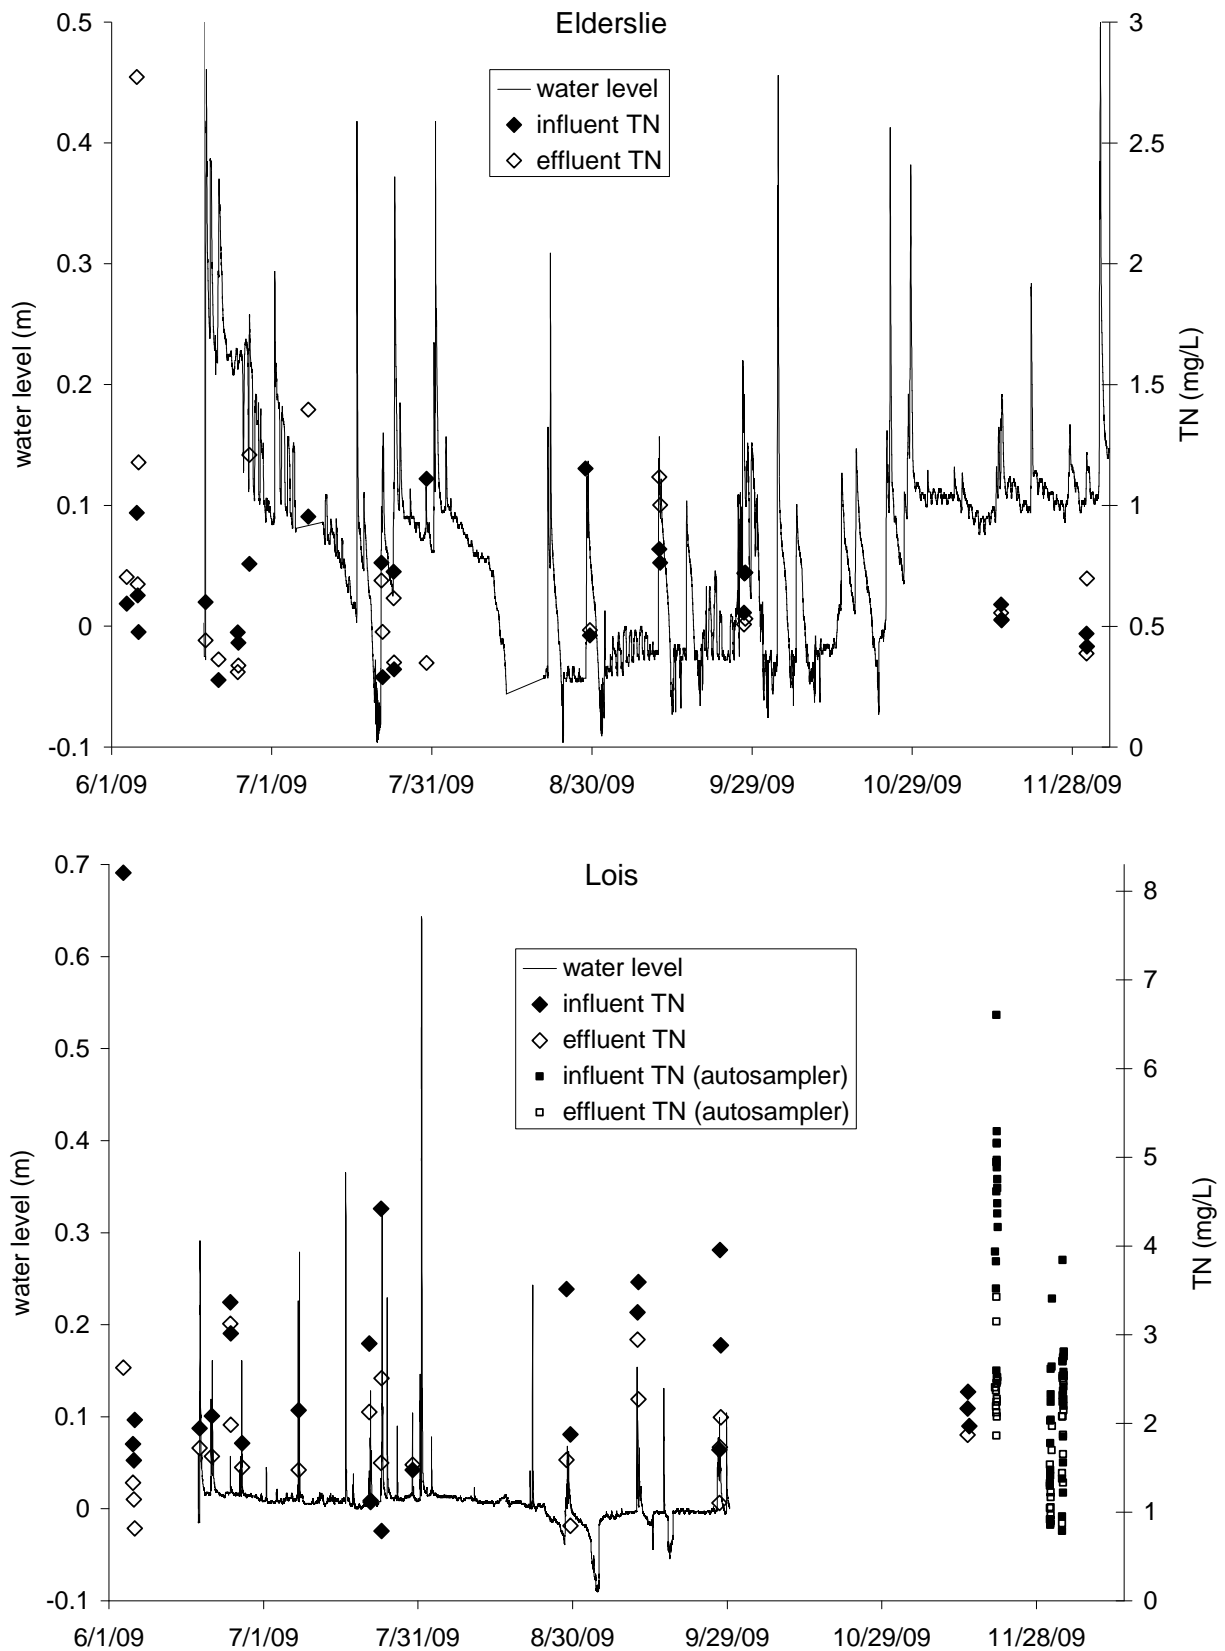 Elderslie
0.5
0.4
0.3
0.2
0.1
0
-0.1
water level (m)
water level
influent TN
effluent TN
3
2.5
2
1.5
1
0.5
0
TN (mg/L)
6/1/09 7/1/09 7/31/09 8/30/09 9/29/09 10/29/09 11/28/09
Lois
0.7
0.6
0.5
0.4
0.3
0.2
0.1
0
-0.1
water level (m)
water level
influent TN
effluent TN
influent TN (autosampler)
effluent TN (autosampler)
8
7
6
5
4
3
2
1
0
TN (mg/L)
6/1/09 7/1/09 7/31/09 8/30/09 9/29/09 10/29/09 11/28/09